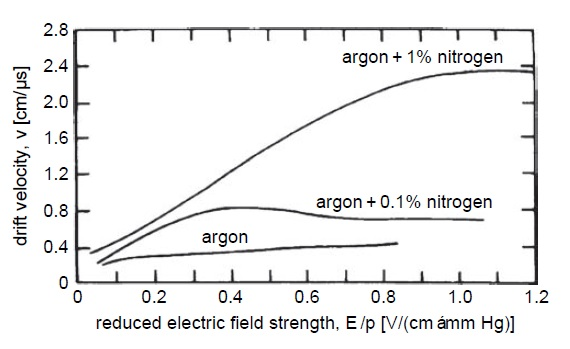 2.8
2.4
2.0
1.6
1.2
0.8
0.4
0
drift velocity, v [cm/µs]
argon + 1% nitrogen
argon + 0.1% nitrogen
argon
0 0.2 0.4 0.6 0.8 1.0 1.2
reduced electric field strength, E/p [V/(cm ámm Hg)]